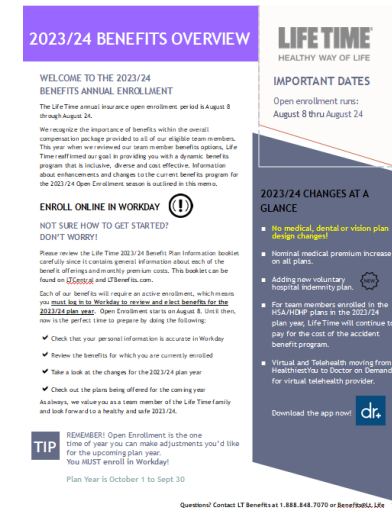 2023/24 BENEFITS OVERVIEW
WELCOME TO THE 2023/24
BENEFITS ANNUAL ENROLLMENT
The Life Time annual insurance open enrollment period is August 8
through August 24.
We recognize the importance of benefits within the overall
compensation package provided to all of our eligible team members.
This year when we reviewed our team member benefits options, Life
Time reaffirmed our goal in providing you with a dynamic benefits
program that is inclusive, diverse and cost effective. Information
about enhancements and changes to the current benefits program for
the 2023/24 Open Enrollment season is outlined in this memo.
ENROLL ONLINE IN WORKDAY
NOT SURE HOW TO GET STARTED?
DON'T WORRY!
Please review the Life Time 2023/24 Benefit Plan Information booklet
carefully since it contains general information about each of the
benefit offerings and monthly premium costs. This booklet can be
found on LTCentral and LTBenefits.com.
Each of our benefits will require an active enrollment, which means
you must log in to Workday to review and elect benefits for the
2023/24 plan year. Open Enrollment starts on August 8. Until then,
now is the perfect time to prepare by doing the following:
✔ Check that your personal information is accurate in Workday
✔ Review the benefits for which you are currently enrolled
✔ Take a look at the changes for the 2023/24 plan year
✔ Check out the plans being offered for the coming year
As always, we value you as a team member of the Life Time family
and look forward to a healthy and safe 2023/24.
TIP
REMEMBER! Open Enrollment is the one
time of year you can make adjustments you'd like
for the upcoming plan year.
You MUST enroll in Workday!
Plan Year is October 1 to Sept 30
LIFE TIME
HEALTHY WAY OF LIFE
IMPORTANT DATES
Open enrollment runs:
August 8 thru August 24
2023/24 CHANGES AT A
GLANCE
▪ No medical, dental or vision plan
design changes!
▪ Nominal medical premium increase
on all plans.
▪ Adding new voluntary
hospital indemnity plan.
NEW
▪ For team members enrolled in the
HSA/HDHP plans in the 2023/24
plan year, Life Time will continue to
pay for the cost of the accident
benefit program.
▪ Virtual and Telehealth moving from
HealthiestYou to Doctor on Demand
for virtual telehealth provider.
Download the app now!
dr+
Questions? Contact LT Benefits at 1.888.848.7070 or Benefits@Lt.Life